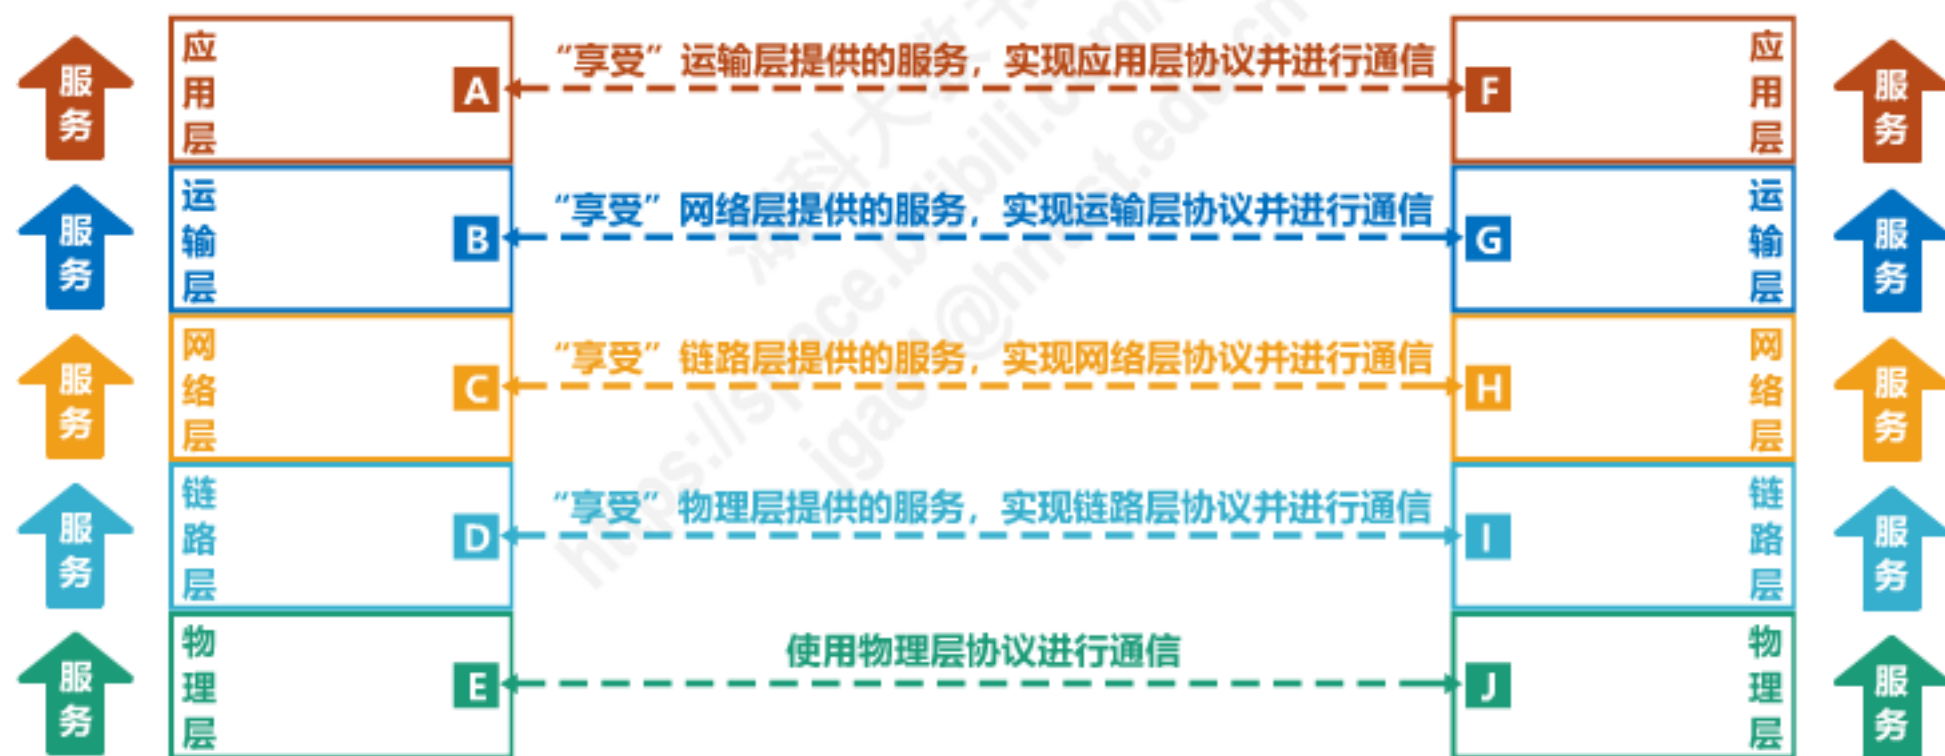 应用层
服务
A
“享受”运输层提供的服务，实现应用层协议并进行通信
F
应用层
服务
运输层
服务
B
“享受”网络层提供的服务，实现运输层协议并进行通信
G
运输层
服务
网络层
服务
C
“享受”链路层提供的服务，实现网络层协议并进行通信
H
网络层
服务
链路层
服务
D
“享受”物理层提供的服务，实现链路层协议并进行通信
I
链路层
服务
物理层
服务
E
使用物理层协议进行通信
J
物理层
服务